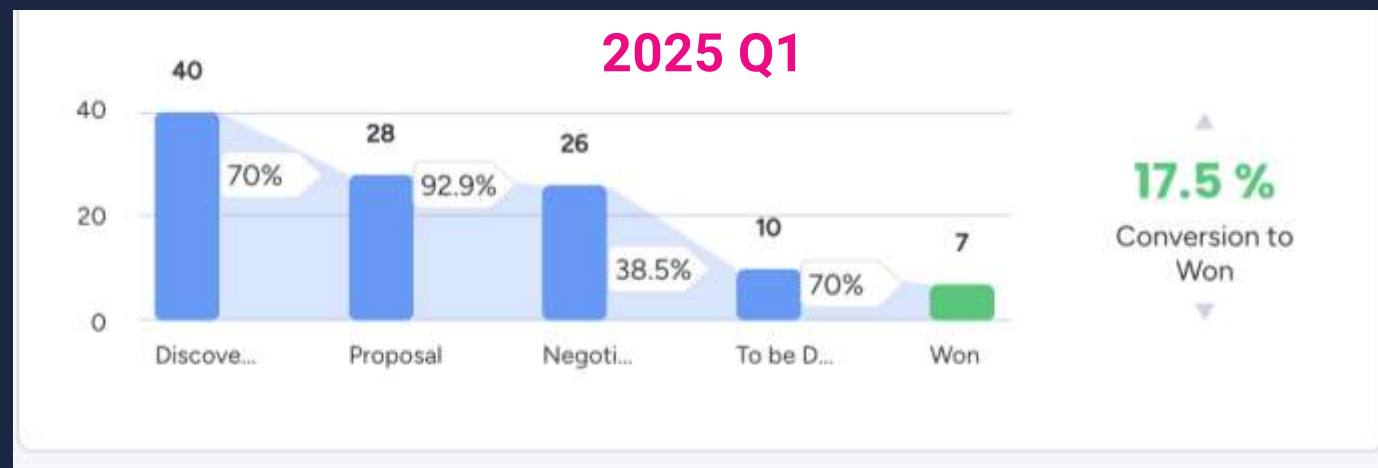 2025 Q1
40
40
20
0
28
26
10
7
70%
92.9%
38.5%
70%
Discove...
Proposal
Negoti...
To be D...
Won
17.5 %
Conversion to
Won